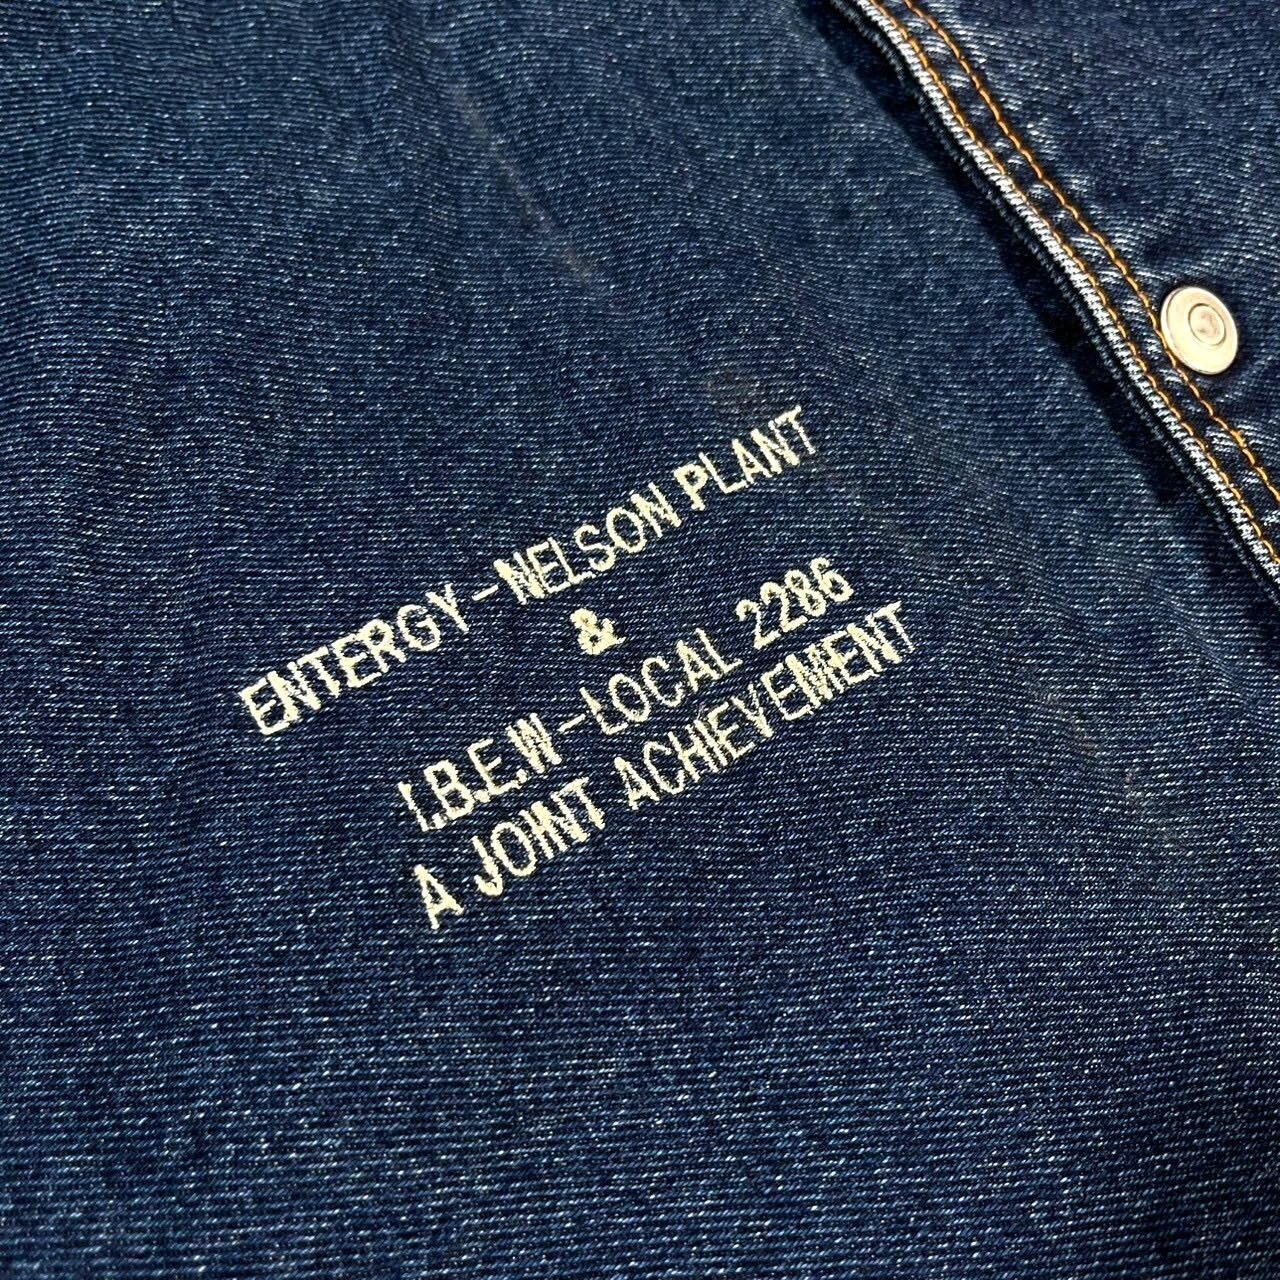 ENTERGY-NELSON PLANT
&
I.B.E.W-LOCAL 2286
A JOINT ACHIEVEMENT